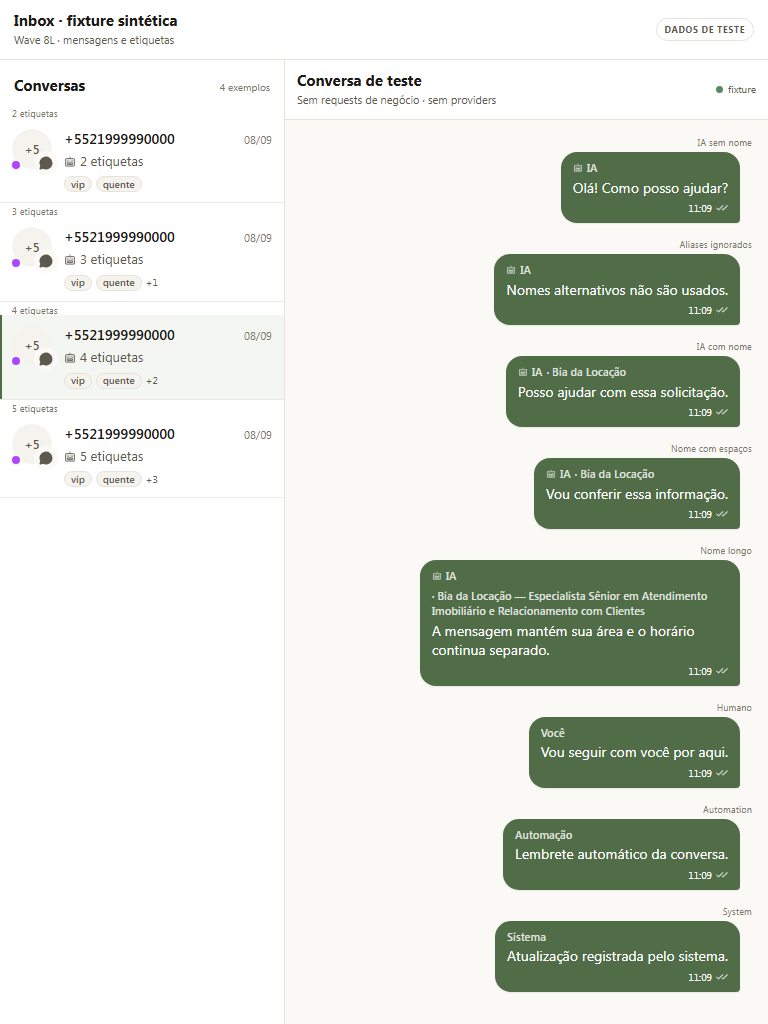 Inbox · fixture sintética
Wave 8L · mensagens e etiquetas
DADOS DE TESTE
Conversas
4 exemplos
2 etiquetas
+5
+5521999990000
08/09
2 etiquetas
vip quente
3 etiquetas
+5
+5521999990000
08/09
3 etiquetas
vip quente +1
4 etiquetas
+5
+5521999990000
08/09
4 etiquetas
vip quente +2
5 etiquetas
+5
+5521999990000
08/09
5 etiquetas
vip quente +3
Conversa de teste
Sem requests de negócio · sem providers
fixture
IA sem nome
IA
Olá! Como posso ajudar?
11:09
Aliases ignorados
IA
Nomes alternativos não são usados.
11:09
IA com nome
IA · Bia da Locação
Posso ajudar com essa solicitação.
11:09
Nome com espaços
IA · Bia da Locação
Vou conferir essa informação.
11:09
Nome longo
IA
· Bia da Locação — Especialista Sênior em Atendimento
Imobiliário e Relacionamento com Clientes
A mensagem mantém sua área e o horário
continua separado.
11:09
Humano
Você
Vou seguir com você por aqui.
11:09
Automation
Automação
Lembrete automático da conversa.
11:09
System
Sistema
Atualização registrada pelo sistema.
11:09